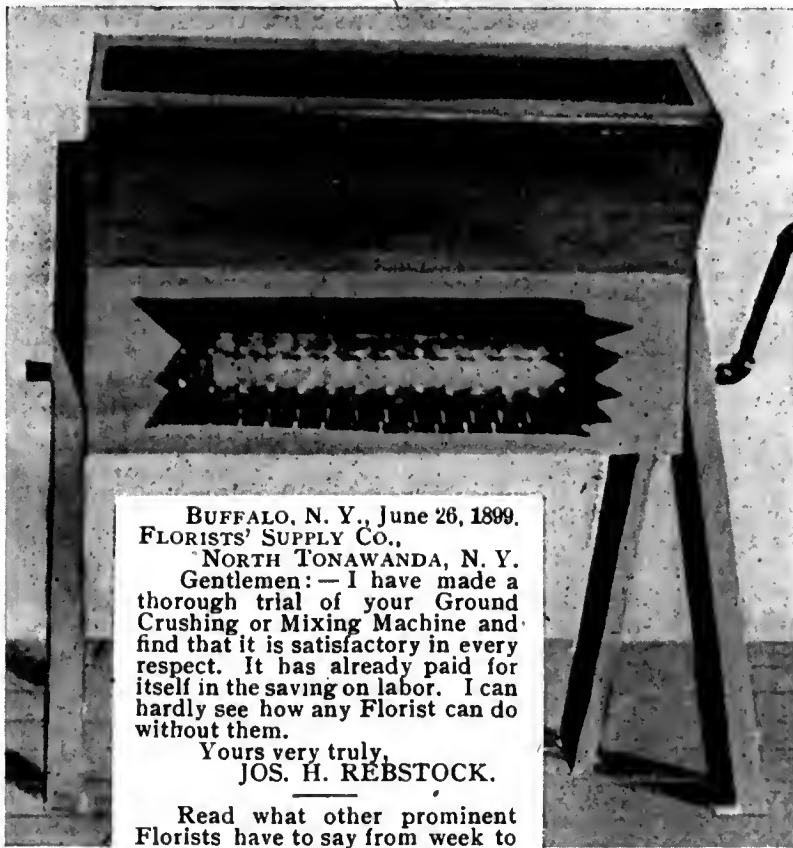 BUFFALO, N. Y., June 26, 1899.
FLORISTS' SUPPLY CO.,
NORTH TONAWANDA, N. Y.
Gentlemen: — I have made a
thorough trial of your Ground
Crushing or Mixing Machine and
find that it is satisfactory in every
respect. It has already paid for
itself in the saving on labor. I can
hardly see how any Florist can do
without them.
Yours very truly,
JOS. H. REBSTOCK.
Read what other prominent
Florists have to say from week to